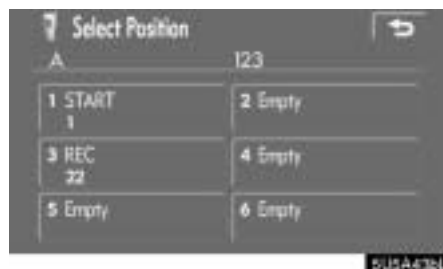 Select Position
A 123
1 START 2 Empty
1
3 REC 4 Empty
22
5 Empty 6 Empty